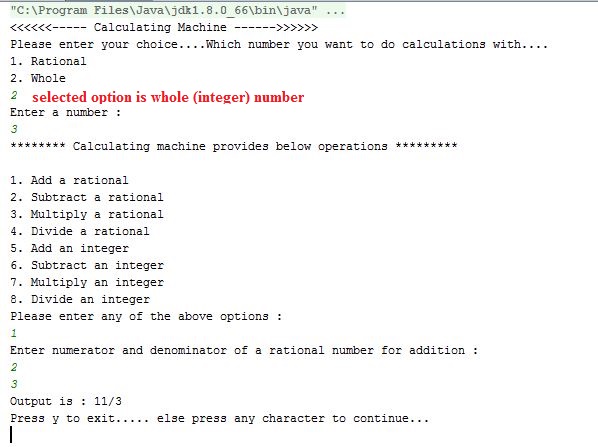 "C:\Program Files\Java\jdk1.8.0_66\bin\java" ...
<<<<<<----- Calculating Machine ------>>>>>>
Please enter your choice....Which number you want to do calculations with....
1. Rational
2. Whole
2 selected option is whole (integer) number
Enter a number :
3
******** Calculating machine provides below operations *********
1. Add a rational
2. Subtract a rational
3. Multiply a rational
4. Divide a rational
5. Add an integer
6. Subtract an integer
7. Multiply an integer
8. Divide an integer
Please enter any of the above options :
1
Enter numerator and denominator of a rational number for addition :
2
3
Output is : 11/3
Press y to exit..... else press any character to continue...